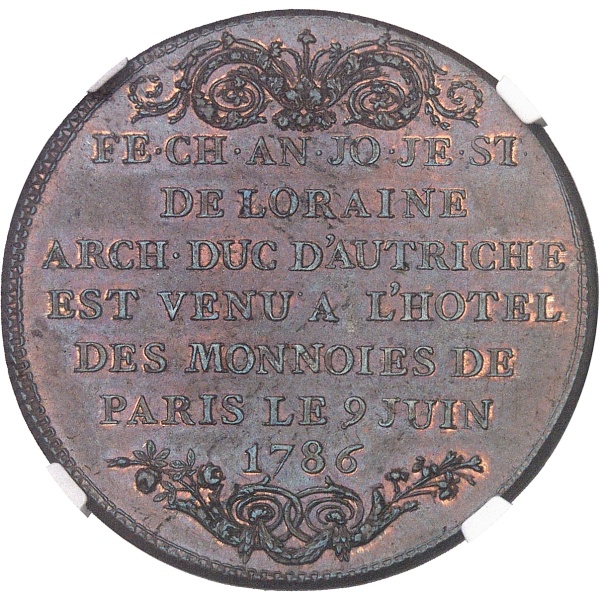 FE·CH·AN·JO·JE·ST
DE LORAINE
ARCH·DUC D'AUTRICHE
EST VENU A L'HOTEL
DES MONNOIES DE
PARIS LE 9 JUIN
1786